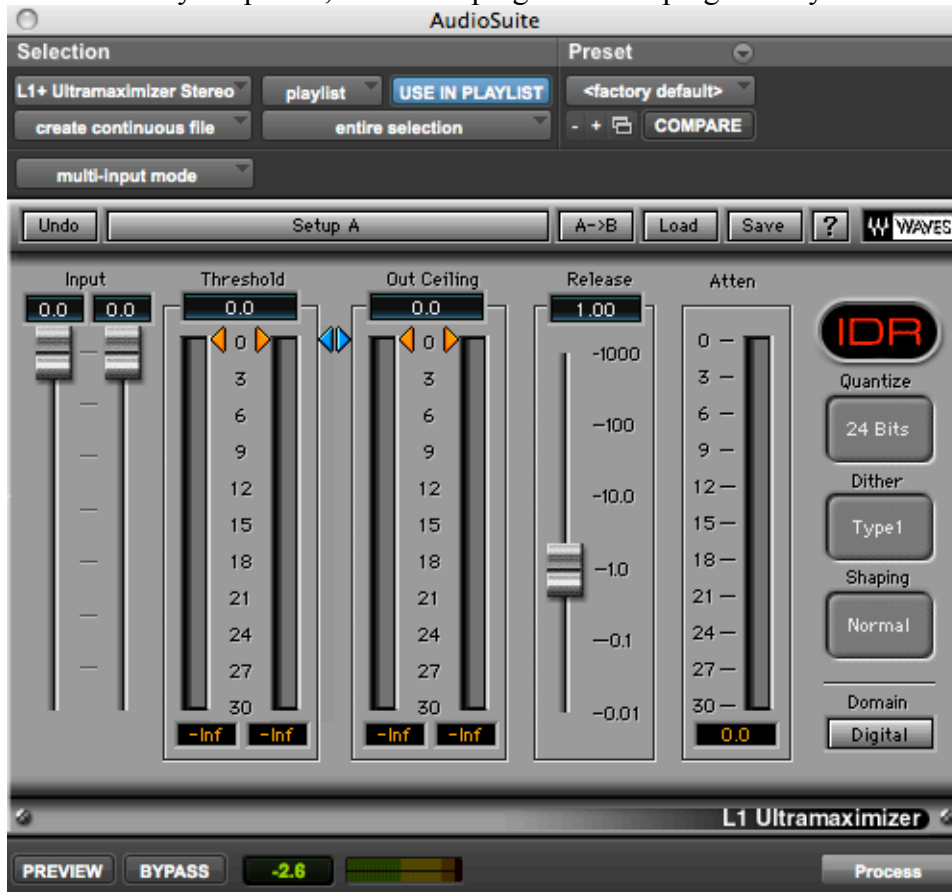 AudioSuite
Selection Preset
L1+ Ultramaximizer Stereo playlist USE IN PLAYLIST <factory default>
create continuous file entire selection - + COMPARE
multi-input mode
Undo Setup A A->B Load Save ? WAVES
Input Threshold Out Ceiling Release Atten
0.0 0.0 0.0 0.0 1.00
0 0 -1000 0
3 3 3
6 6 -100 6
9 9 9
12 12 -10.0 12
15 15 15
18 18 -1.0 18
21 21 21
24 24 -0.1 24
27 27 27
30 30 -0.01 30
-Inf -Inf -Inf -Inf 0.0
IDR
Quantize
24 Bits
Dither
Type1
Shaping
Normal
Domain
Digital
L1 Ultramaximizer
PREVIEW BYPASS -2.6 Process